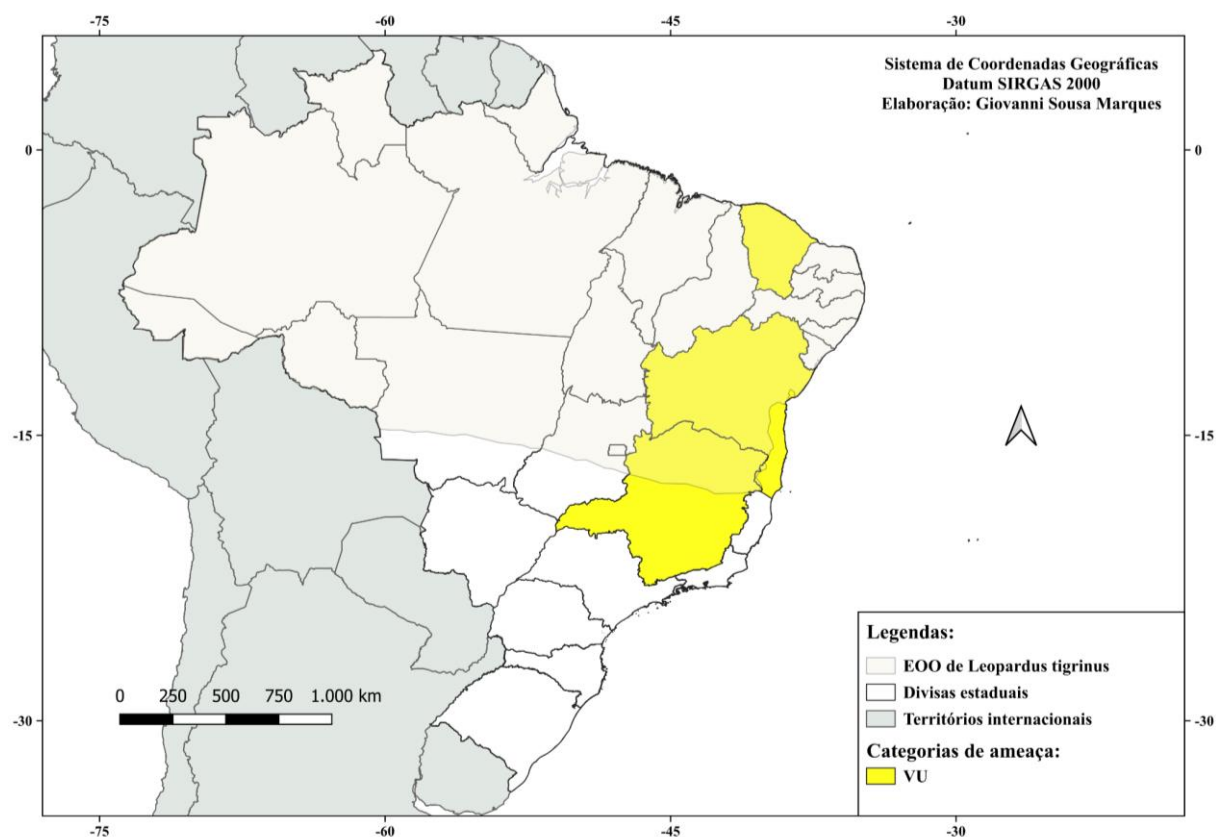 -75 -60 -45 -30
Sistema de Coordenadas Geográficas
Datum SIRGAS 2000
Elaboração: Giovanni Sousa Marques
0 0
-15 -15
Legendas:
EOO de Leopardus tigrinus
Divisas estaduais
Territórios internacionais
Categorias de ameaça:
VU
0 250 500 750 1.000 km
-30 -30
-75 -60 -45 -30